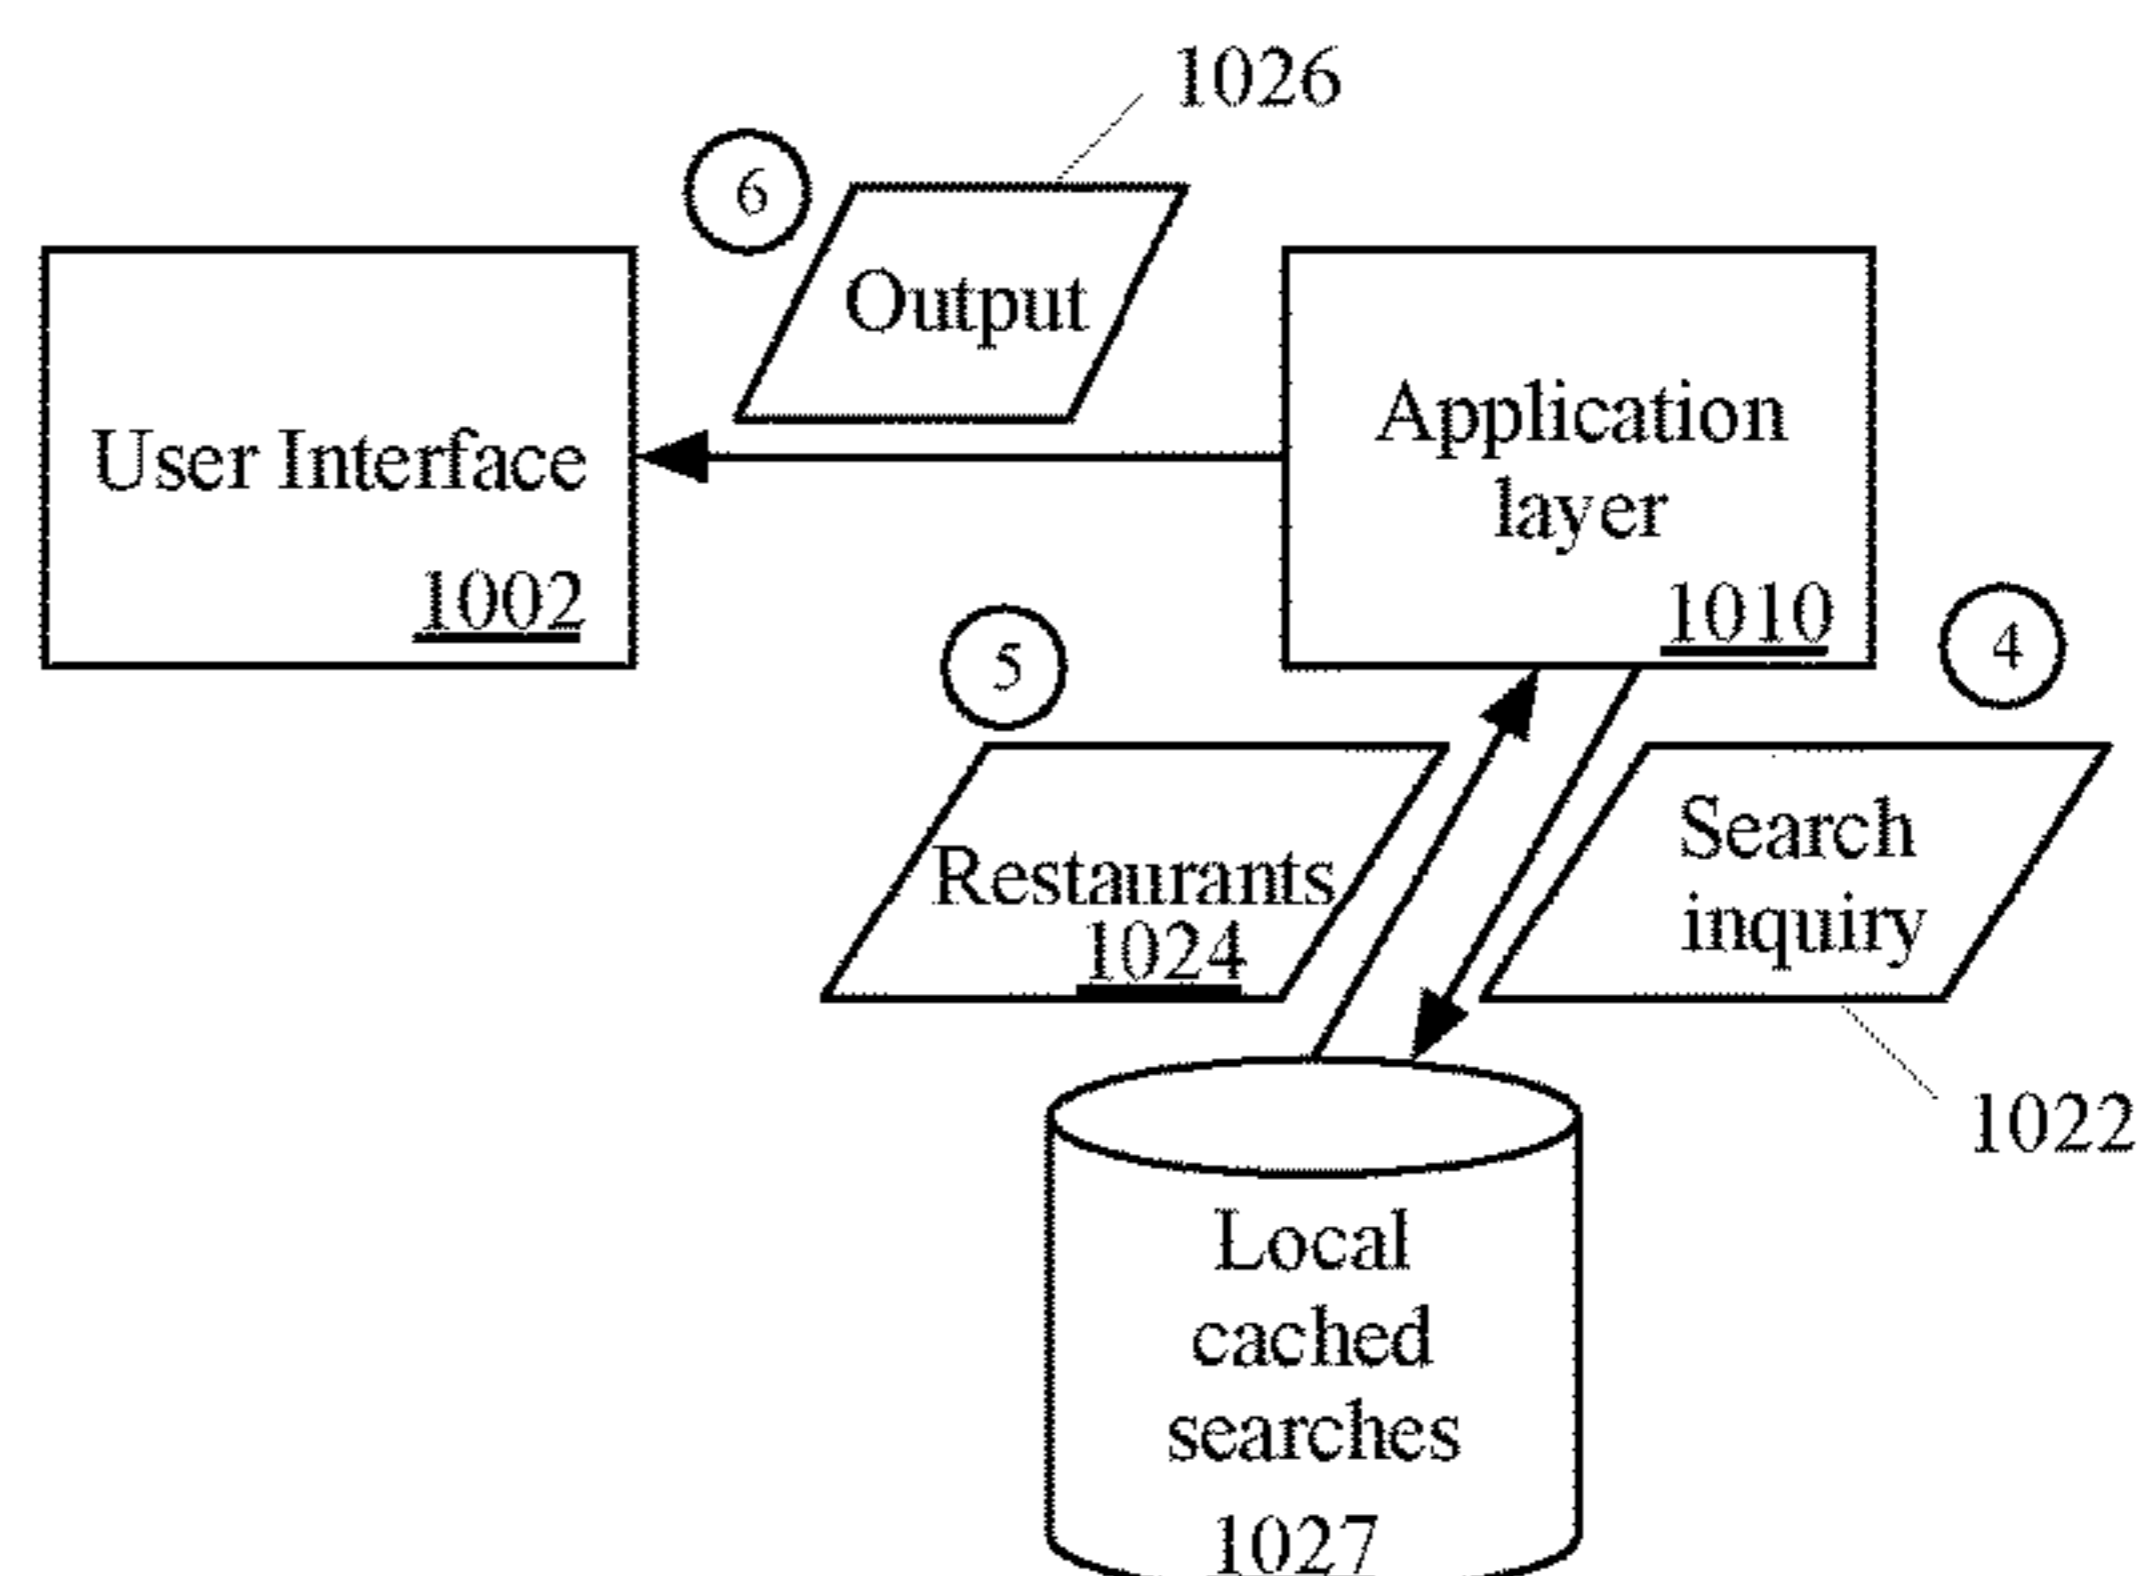 1026
6
Output
User Interface
1002
Application
layer
1010
4
5
Restaurants
1024
Search
inquiry
1022
Local
cached
searches
1027